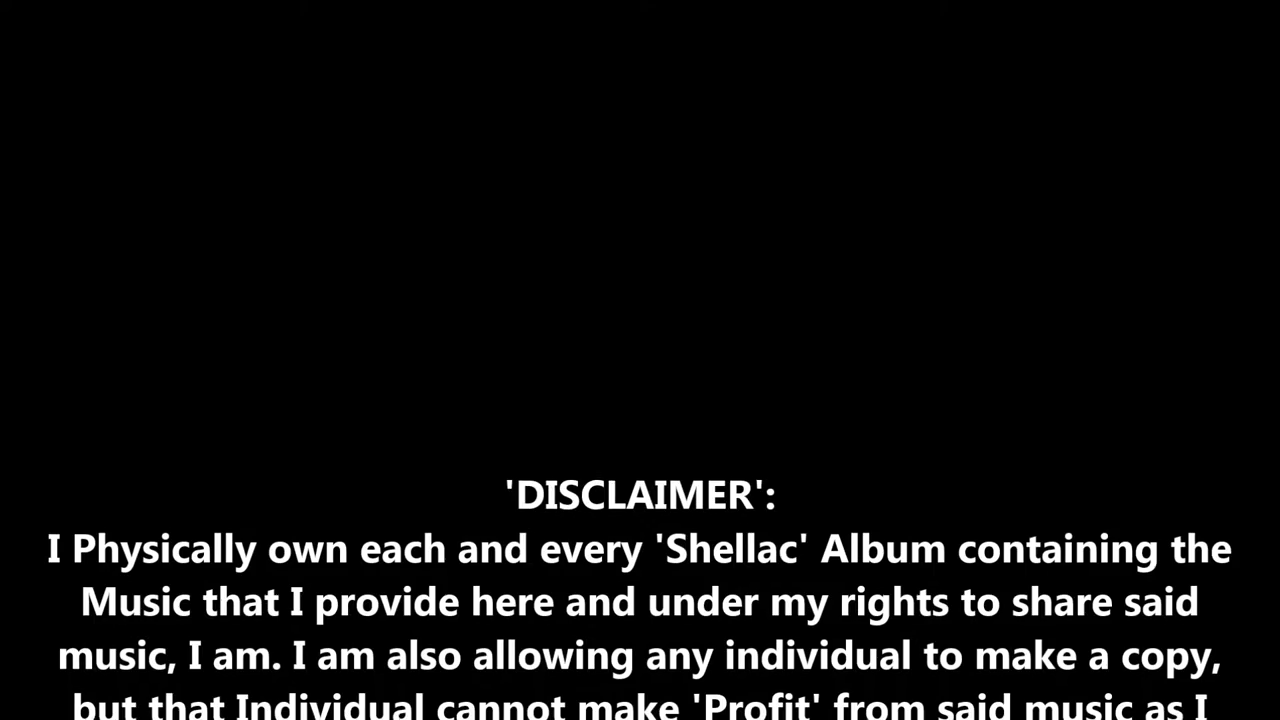 'DISCLAIMER':
I Physically own each and every 'Shellac' Album containing the
Music that I provide here and under my rights to share said
music, I am. I am also allowing any individual to make a copy,
but that Individual cannot make 'Profit' from said music as I